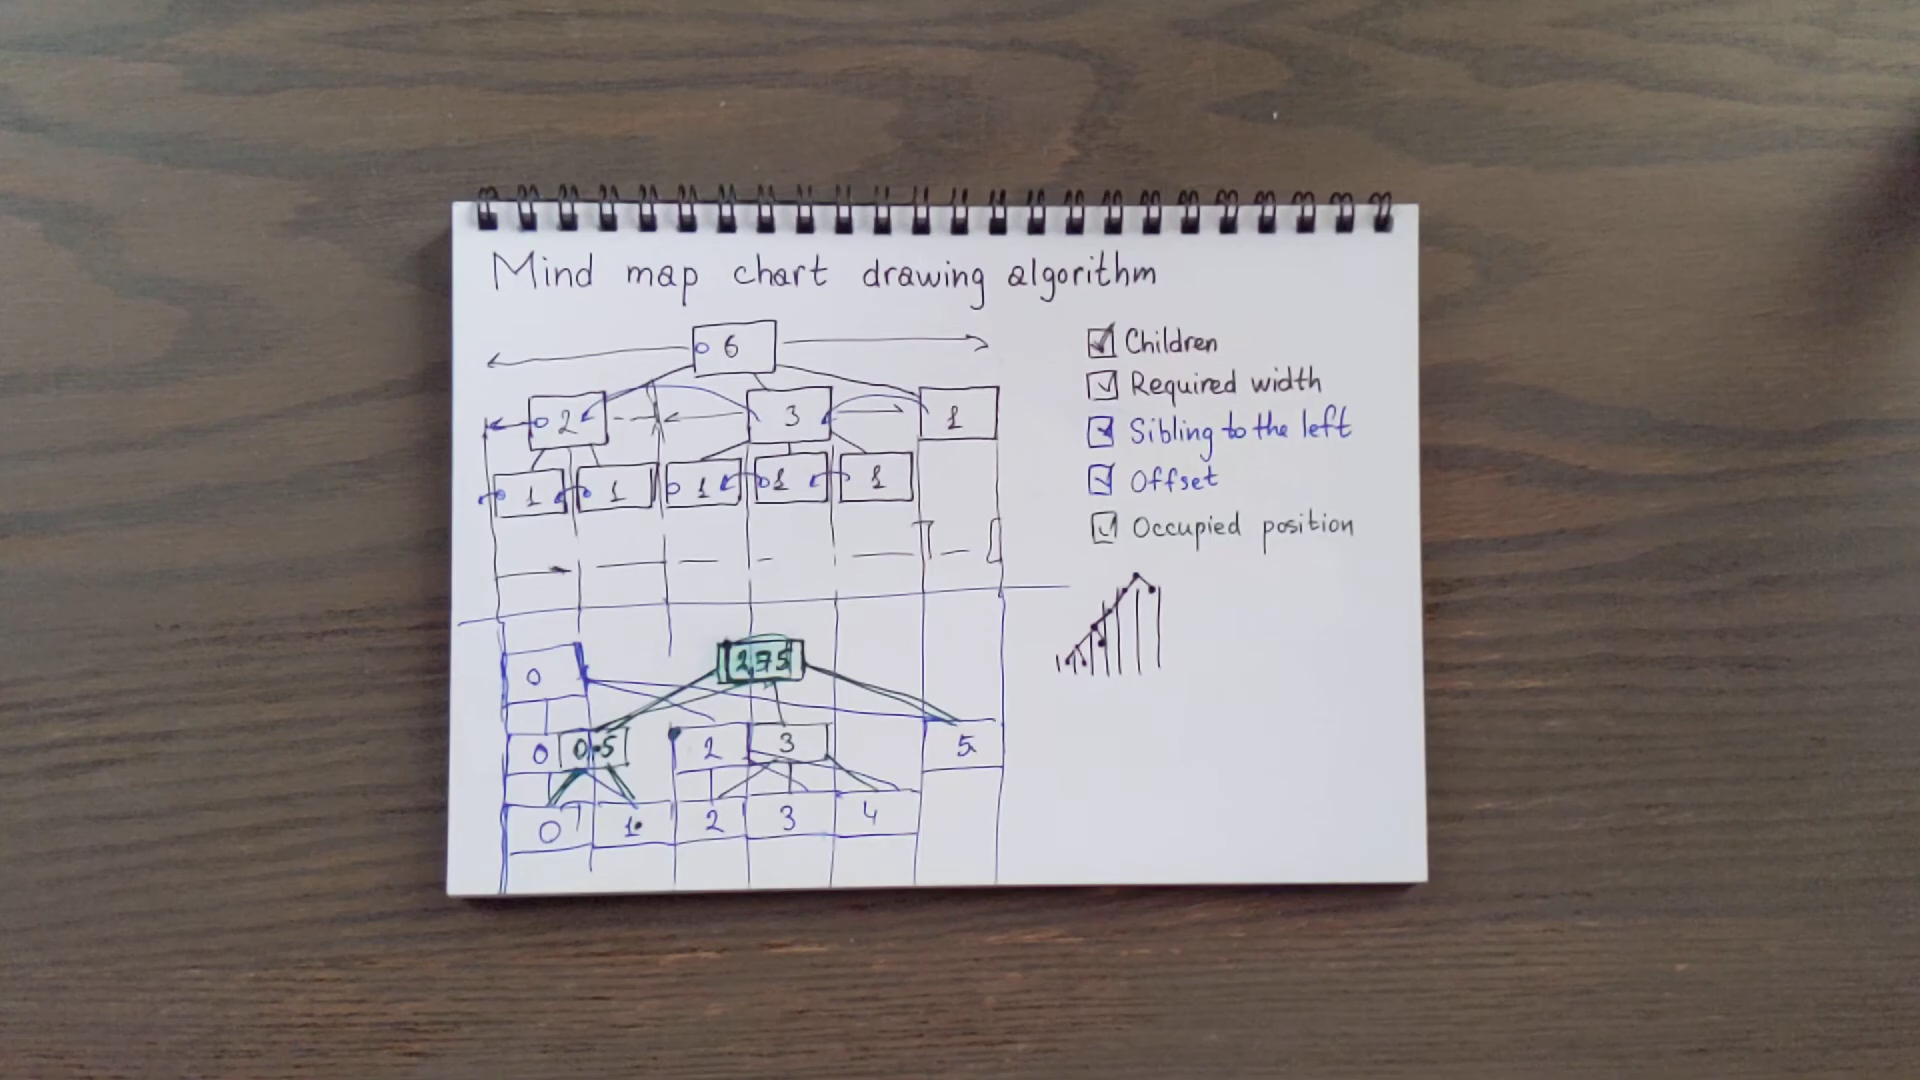 Mind map chart drawing algorithm
6
2 3 1
1 1 1 1 1
Children
Required width
Sibling to the left
Offset
Occupied position
0 2.75
0 0.5 2 3 5
0 1 2 3 4